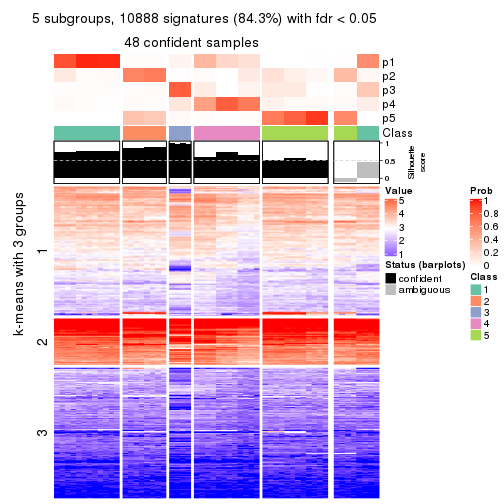 5 subgroups, 10888 signatures (84.3%) with fdr < 0.05
48 confident samples
p1
p2
p3
p4
p5
Class
1
0.5
0
Silhouette
score
k-means with 3 groups
1
2
3
Value
5
4
3
2
1
Status (barplots)
confident
ambiguous
Prob
1
0.8
0.6
0.4
0.2
0
Class
1
2
3
4
5